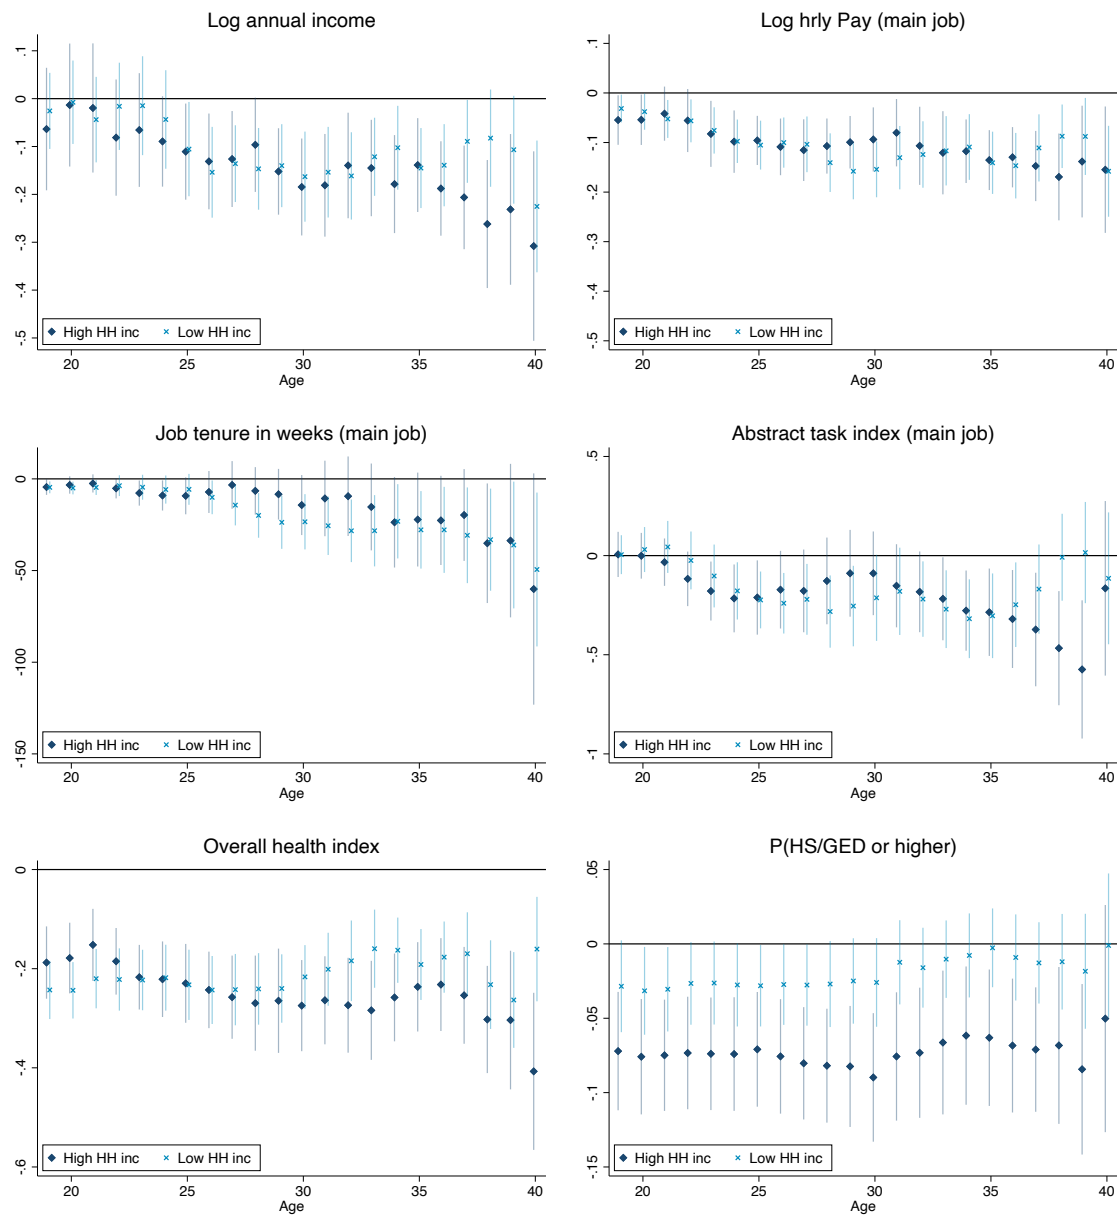 Log annual income
.1
0
-.1
-.2
-.3
-.4
-.5
High HH inc Low HH inc
20 25 30 35 40
Age
Log hrly Pay (main job)
.1
0
-.1
-.2
-.3
-.4
-.5
High HH inc Low HH inc
20 25 30 35 40
Age
Job tenure in weeks (main job)
0
-50
-100
-150
High HH inc Low HH inc
20 25 30 35 40
Age
Abstract task index (main job)
.5
0
-.5
-1
High HH inc Low HH inc
20 25 30 35 40
Age
Overall health index
0
-.2
-.4
-.6
High HH inc Low HH inc
20 25 30 35 40
Age
P(HS/GED or higher)
.05
0
-.05
-.1
-.15
High HH inc Low HH inc
20 25 30 35 40
Age